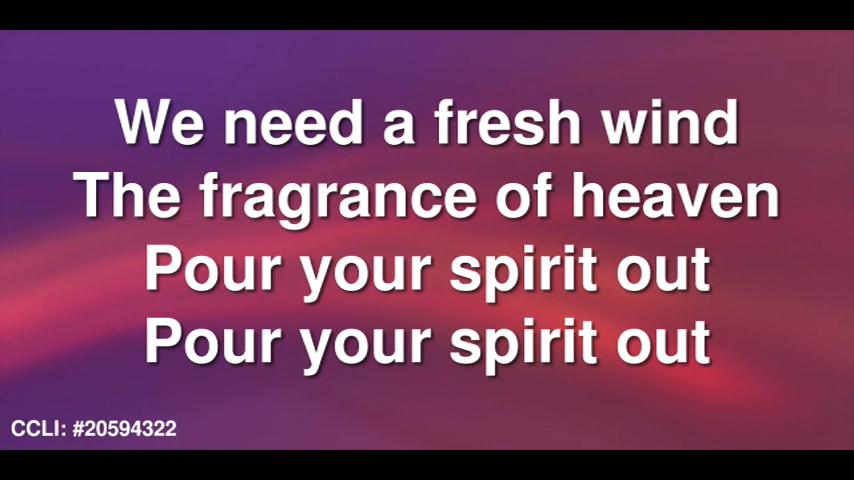 We need a fresh wind
The fragrance of heaven
Pour your spirit out
Pour your spirit out
CCLI: #20594322